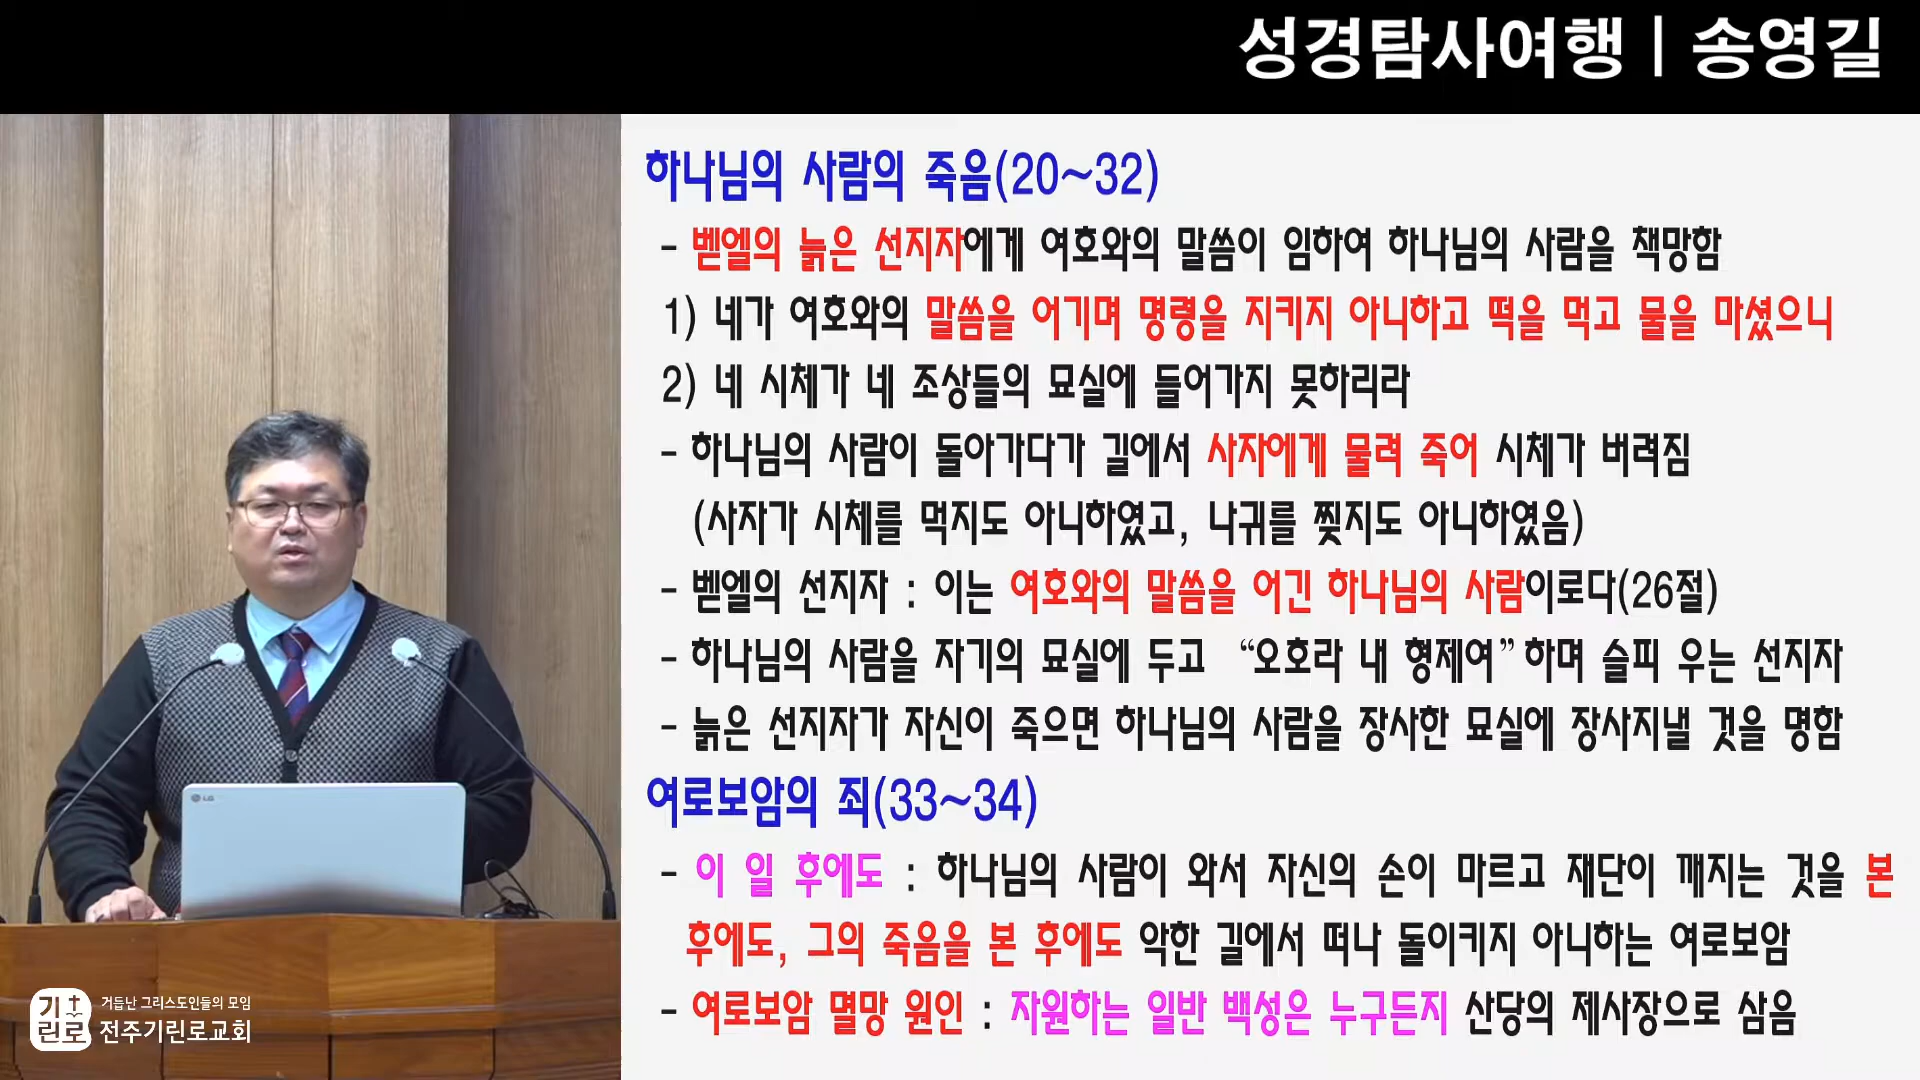 성경탐사여행 | 송영길
하나님의 사람의 죽음(20~32)
- 벧엘의 늙은 선지자에게 여호와의 말씀이 임하여 하나님의 사람을 책망함
1) 네가 여호와의 말씀을 어기며 명령을 지키지 아니하고 떡을 먹고 물을 마셨으니
2) 네 시체가 네 조상들의 묘실에 들어가지 못하리라
- 하나님의 사람이 돌아가다가 길에서 사자에게 물려 죽어 시체가 버려짐
(사자가 시체를 먹지도 아니하였고, 나귀를 찢지도 아니하였음)
- 벧엘의 선지자 : 이는 여호와의 말씀을 어긴 하나님의 사람이로다(26절)
- 하나님의 사람을 자기의 묘실에 두고 “오호라 내 형제여”하며 슬피 우는 선지자
- 늙은 선지자가 자신이 죽으면 하나님의 사람을 장사한 묘실에 장사지낼 것을 명함
여로보암의 죄(33~34)
- 이 일 후에도 : 하나님의 사람이 와서 자신의 손이 마르고 재단이 깨지는 것을 본
후에도, 그의 죽음을 본 후에도 악한 길에서 떠나 돌이키지 아니하는 여로보암
- 여로보암 멸망 원인 : 자원하는 일반 백성은 누구든지 산당의 제사장으로 삼음
LG
기린로
거듭난 그리스도인들의 모임
전주기린로교회